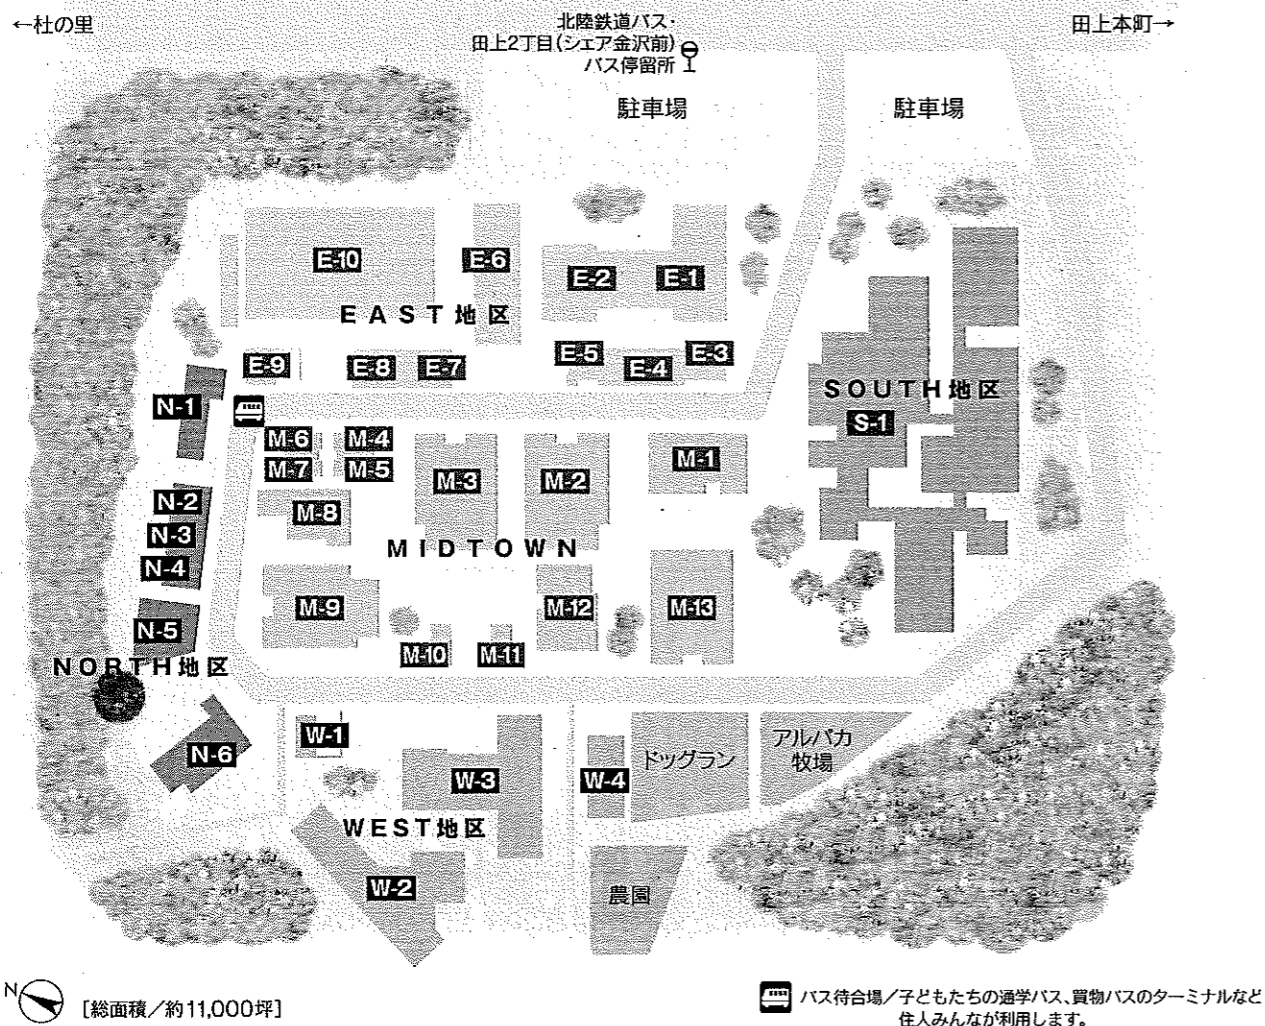 ←杜の里
北陸鉄道バス・
田上2丁目(シェア金沢前)
バス停留所
田上本町→
駐車場
駐車場
E-10
E-6
E-2
E-1
EAST地区
E-5
E-4
E-3
E-9
E-8
E-7
SOUTH地区
S-1
N-1
M-6
M-4
M-7
M-5
M-3
M-2
M-1
N-2
M-8
N-3
MIDTOWN
N-4
M-9
M-12
M-13
N-5
M-10
M-11
NORTH地区
N-6
W-1
W-3
W-4
ドッグラン
アルパカ
牧場
WEST地区
W-2
農園
N
[総面積/約11,000坪]
バス待合場/子どもたちの通学バス、買物バスのターミナルなど
住人みんなが利用します。